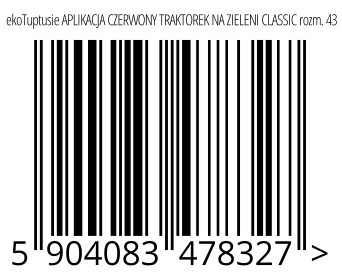 ekoTuptusie APLIKACJA CZERWONY TRAKTOREK NA ZIELENI CLASSIC rozm. 43
5 904083 478327 >